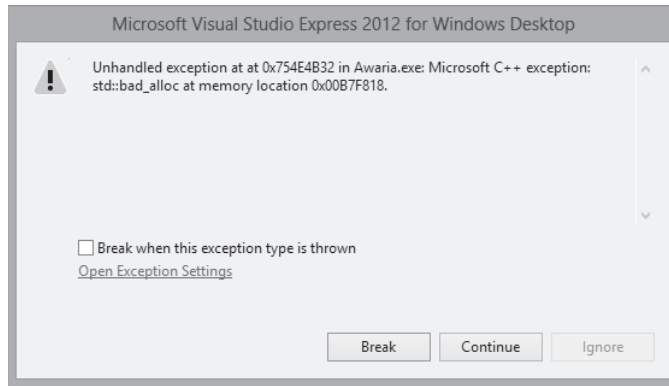 Microsoft Visual Studio Express 2012 for Windows Desktop
Unhandled exception at at 0x754E4B32 in Awaria.exe: Microsoft C++ exception:
std::bad_alloc at memory location 0x00B7F818.
Break when this exception type is thrown
Open Exception Settings
Break Continue Ignore